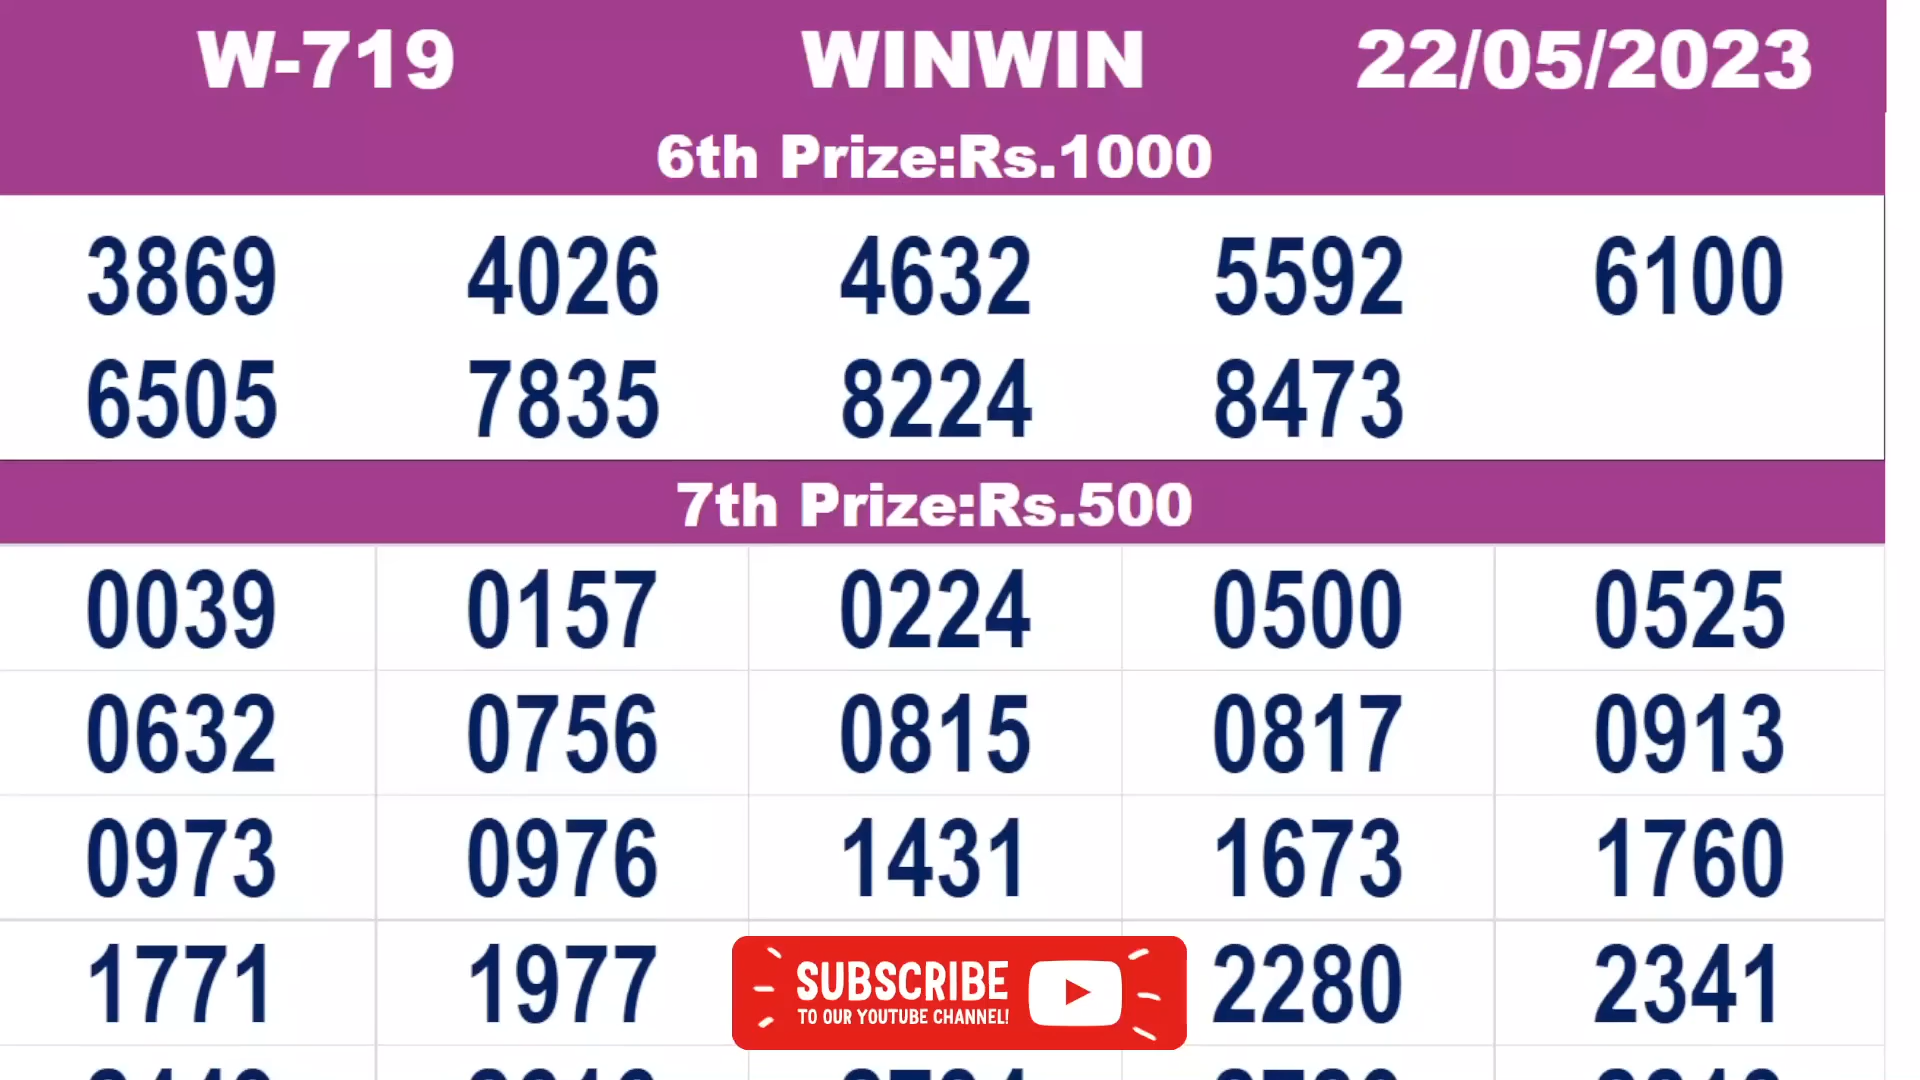 W-719 WINWIN 22/05/2023
6th Prize:Rs.1000
3869 4026 4632 5592 6100
6505 7835 8224 8473
7th Prize:Rs.500
0039 0157 0224 0500 0525
0632 0756 0815 0817 0913
0973 0976 1431 1673 1760
1771 1977 2280 2341
SUBSCRIBE
TO OUR YOUTUBE CHANNEL!